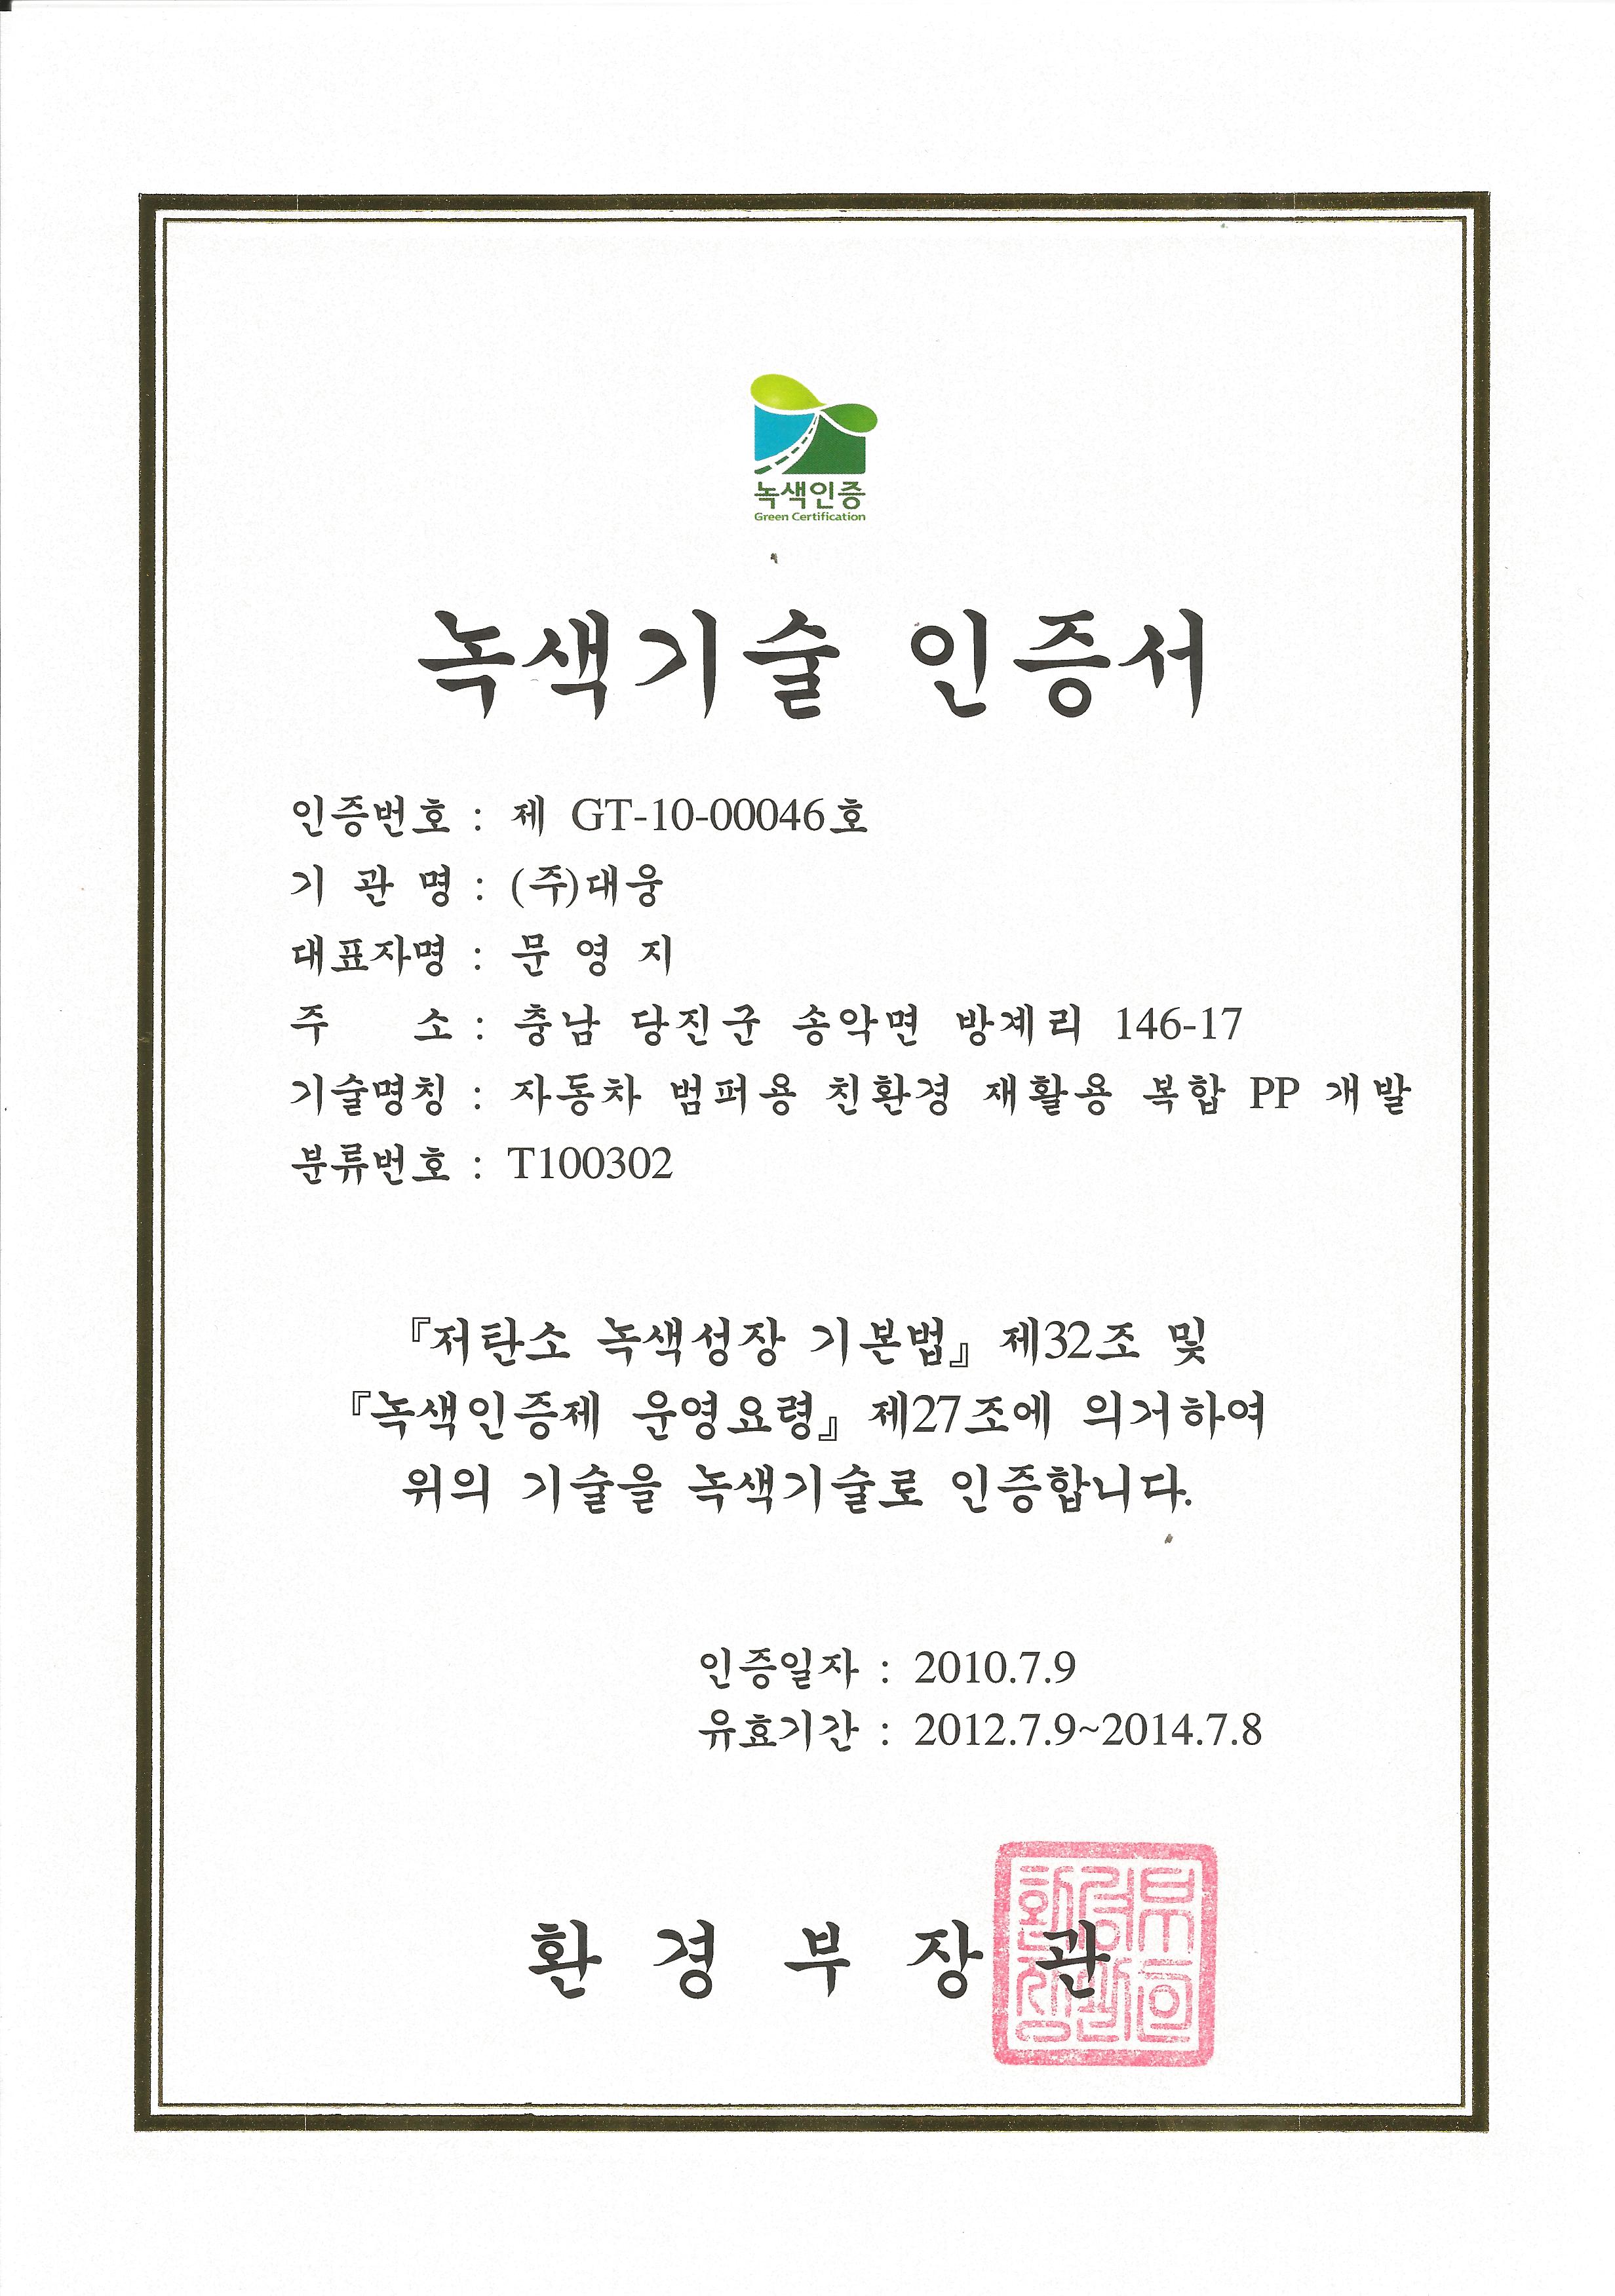 녹색인증
Green Certification
녹색기술 인증서
인증번호 : 제 GT-10-00046호
기 관 명 : (주)대웅
대표자명 : 문 영 지
주 소 : 충남 당진군 송악면 방계리 146-17
기술명칭 : 자동차 범퍼용 친환경 재활용 복합 PP 개발
분류번호 : T100302
『저탄소 녹색성장 기본법』 제32조 및
『녹색인증제 운영요령』 제27조에 의거하여
위의 기술을 녹색기술로 인증합니다.
인증일자 : 2010.7.9
유효기간 : 2012.7.9~2014.7.8
환 경 부 장 관